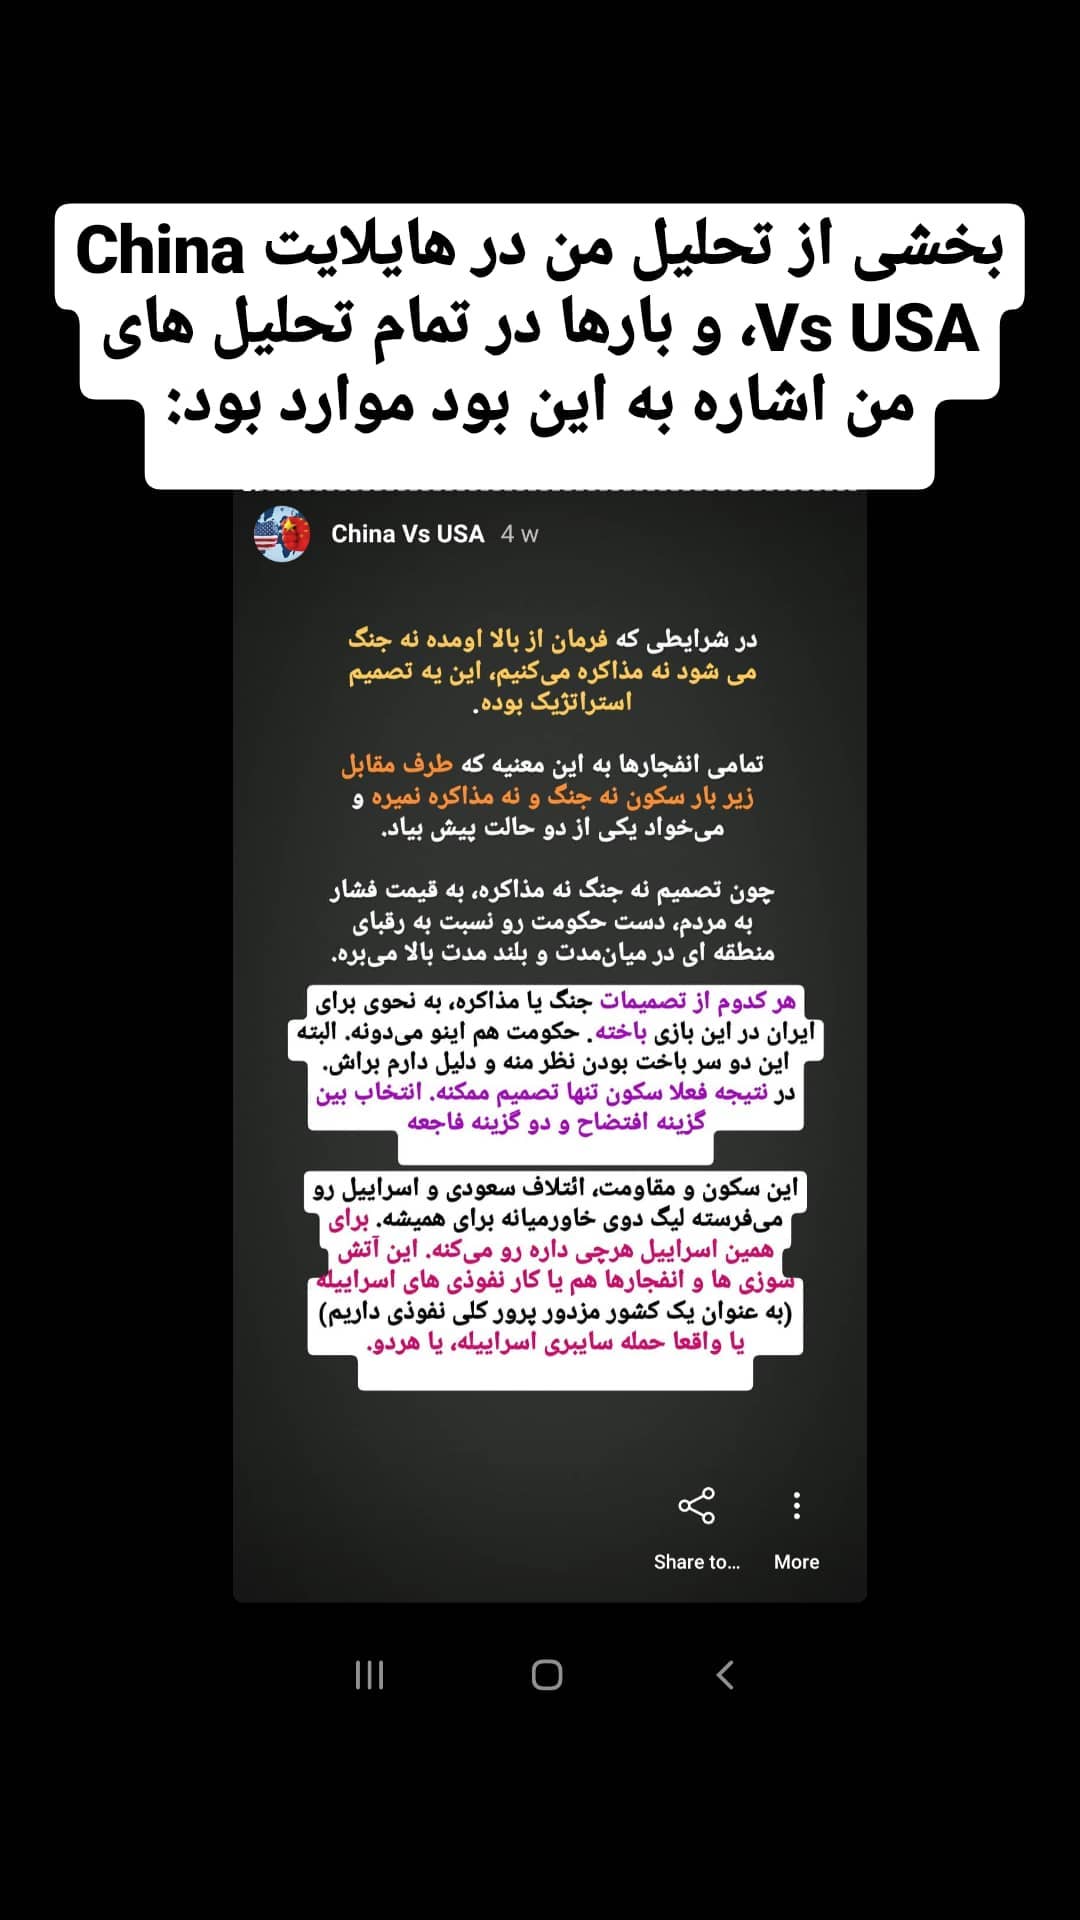 بخشی از تحلیل من در هایلایت China
Vs USA، و بارها در تمام تحلیل های
من اشاره به این بود موارد بود:
China Vs USA 4 w
در شرایطی که فرمان از بالا اومده نه جنگ
می شود نه مذاکره می‌کنیم، این یه تصمیم
استراتژیک بوده.
تمامی انفجارها به این معنیه که طرف مقابل
زیر بار سکون نه جنگ و نه مذاکره نمیره و
می‌خواد یکی از دو حالت پیش بیاد.
چون تصمیم نه جنگ نه مذاکره، به قیمت فشار
به مردم، دست حکومت رو نسبت به رقبای
منطقه ای در میان‌مدت و بلند مدت بالا می‌بره.
هر کدوم از تصمیمات جنگ یا مذاکره، به نحوی برای
ایران در این بازی باخته. حکومت هم اینو می‌دونه. البته
این دو سر باخت بودن نظر منه و دلیل دارم براش.
در نتیجه فعلا سکون تنها تصمیم ممکنه. انتخاب بین
گزینه افتضاح و دو گزینه فاجعه
این سکون و مقاومت، ائتلاف سعودی و اسراییل رو
می‌فرسته لیگ دوی خاورمیانه برای همیشه. برای
همین اسراییل هرچی داره رو می‌کنه. این آتش
سوزی ها و انفجارها هم یا کار نفوذی های اسراییله
(به عنوان یک کشور مزدور پرور کلی نفوذی داریم)
یا واقعا حمله سایبری اسراییله، یا هردو.
Share to... More